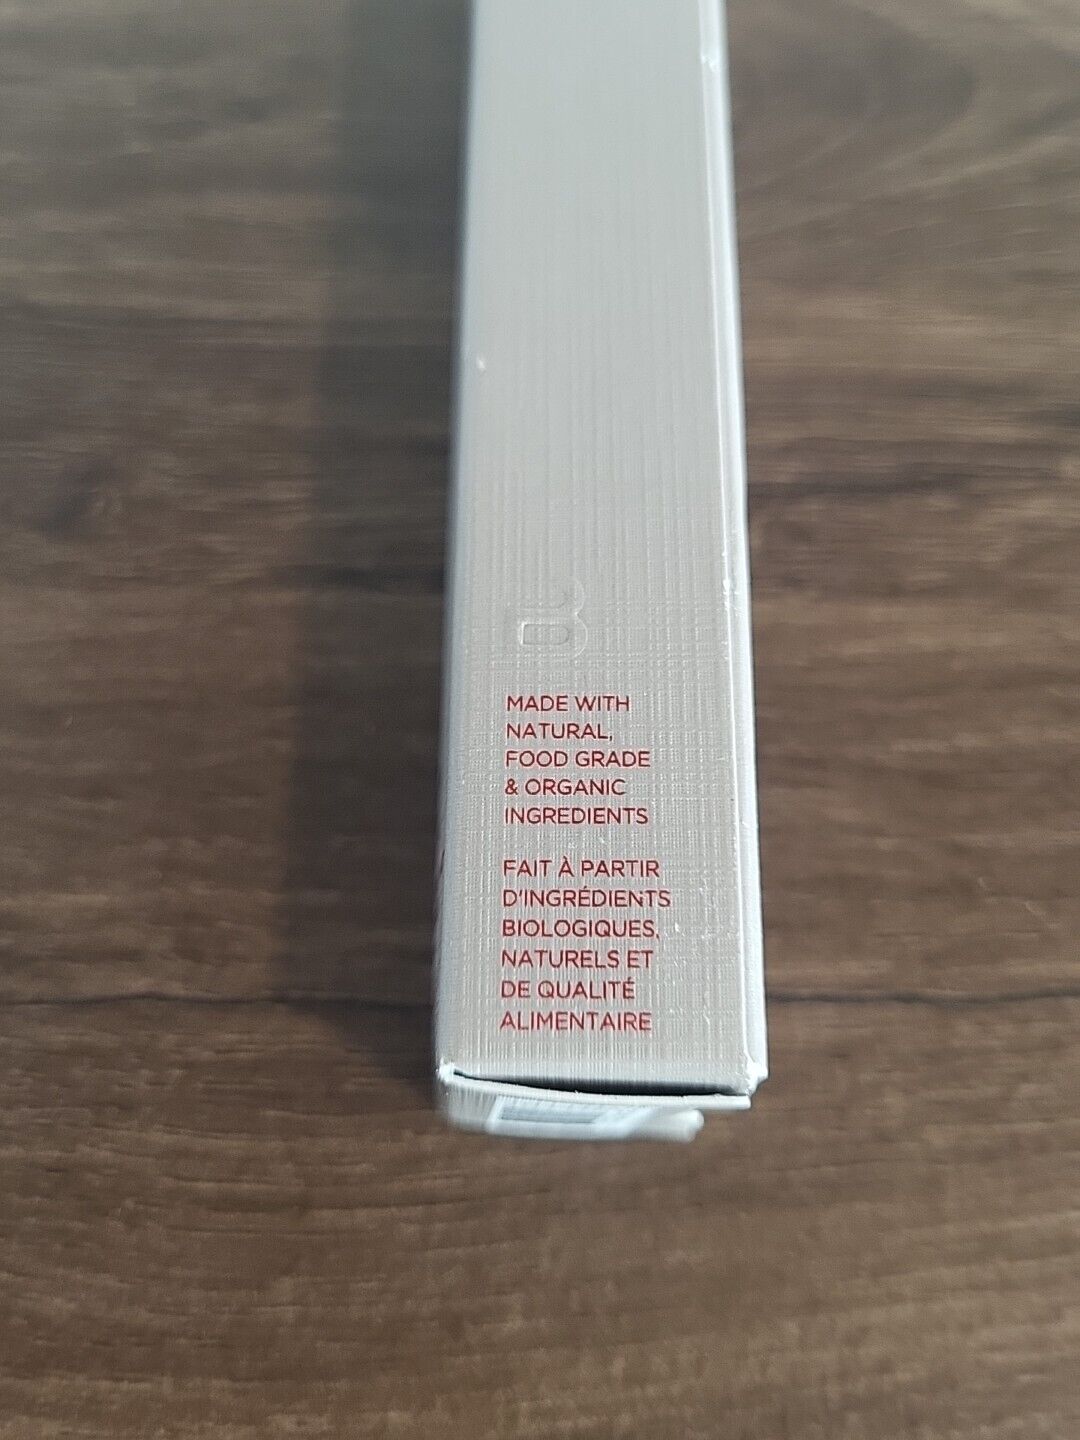 MADE WITH
NATURAL,
FOOD GRADE
& ORGANIC
INGREDIENTS
FAIT À PARTIR
D'INGRÉDIENTS
BIOLOGIQUES,
NATURELS ET
DE QUALITÉ
ALIMENTAIRE